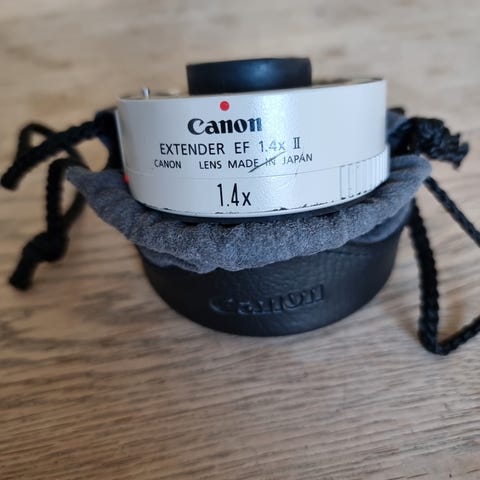 Canon
EXTENDER EF 1.4x II
CANON LENS MADE IN JAPAN
1.4x
Canon